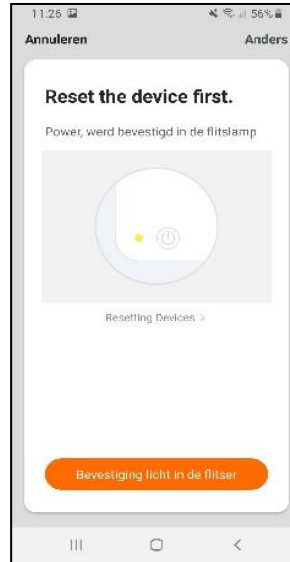 11.26 56%
Annuleren Anders
Reset the device first.
Power, werd bevestigd in de flitslamp
Resetting Devices >
Bevestiging licht in de flitser